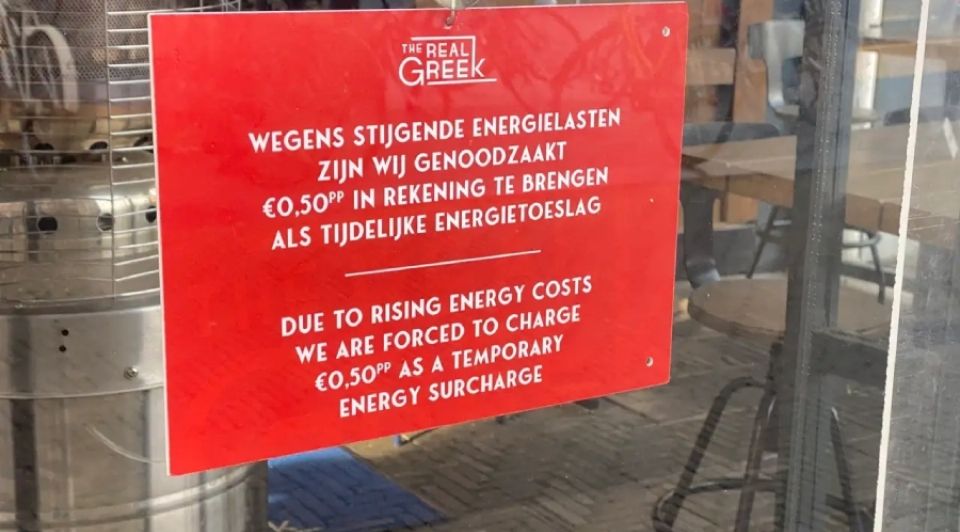 THE REAL
GREEK
WEGENS STIJGENDE ENERGIELASTEN
ZIJN WIJ GENOODZAAKT
€0,50PP IN REKENING TE BRENGEN
ALS TIJDELIJKE ENERGIETOESLAG
DUE TO RISING ENERGY COSTS
WE ARE FORCED TO CHARGE
€0,50PP AS A TEMPORARY
ENERGY SURCHARGE